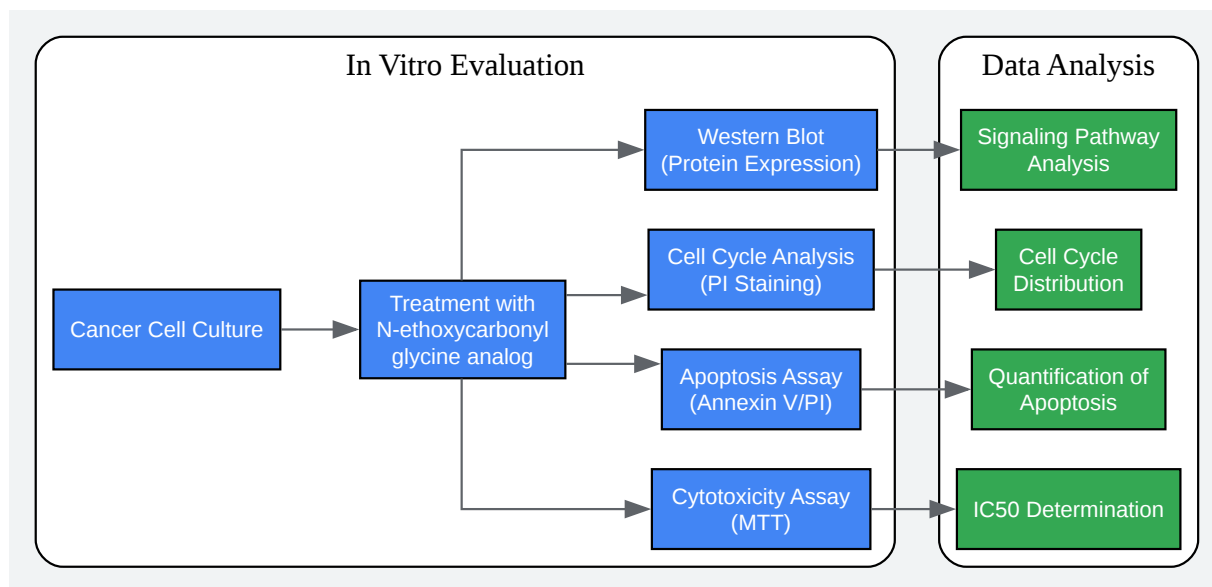 In Vitro Evaluation
Data Analysis
Cancer Cell Culture
Treatment with
N-ethoxycarbonyl
glycine analog
Western Blot
(Protein Expression)
Signaling Pathway
Analysis
Cell Cycle Analysis
(PI Staining)
Cell Cycle
Distribution
Apoptosis Assay
(Annexin V/PI)
Quantification of
Apoptosis
Cytotoxicity Assay
(MTT)
IC50 Determination